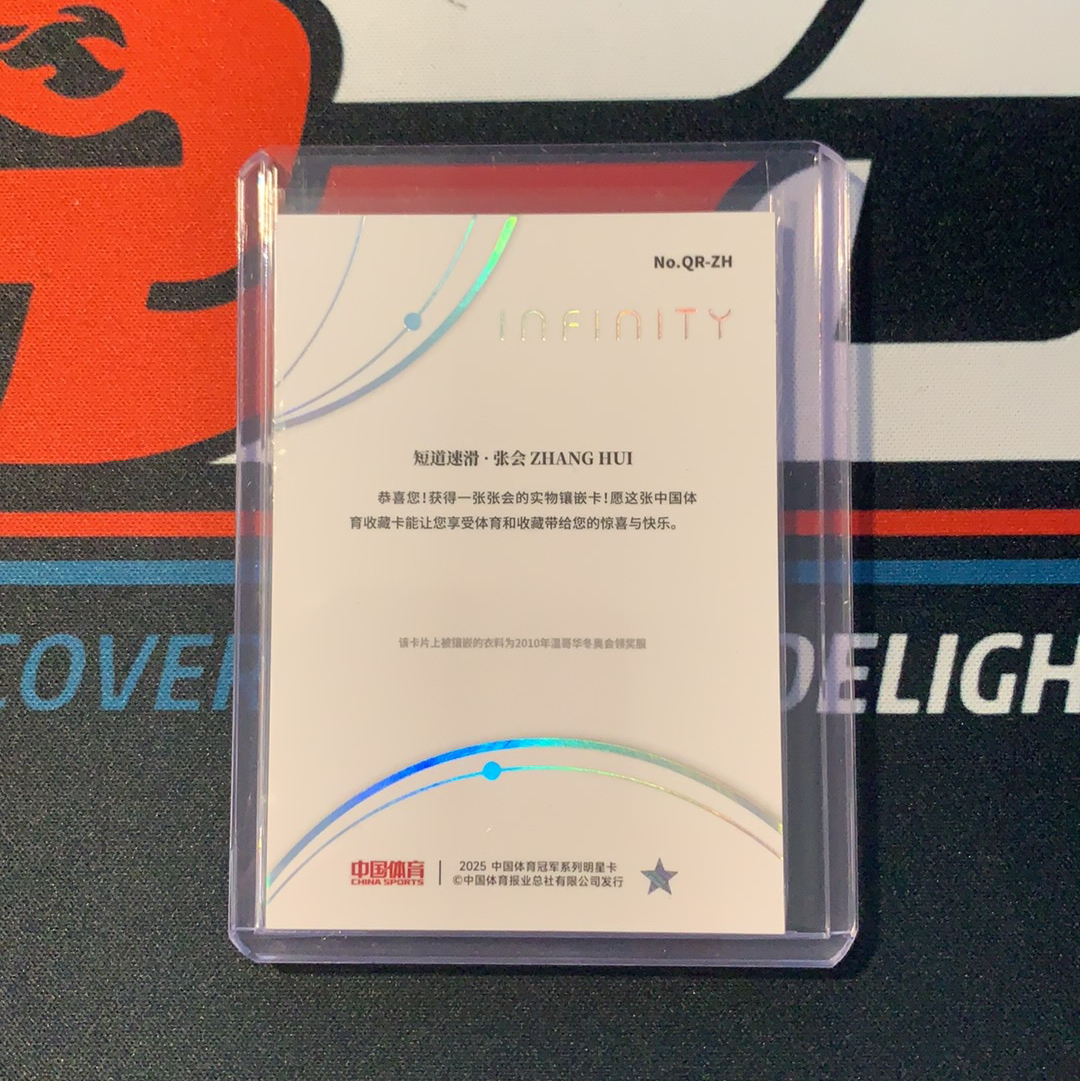 No.QR-ZH
INFINITY
短道速滑·张会 ZHANG HUI
恭喜您！获得一张张会的实物镶嵌卡！愿这张中国体
育收藏卡能让您享受体育和收藏带给您的惊喜与快乐。
COVER
DELIGH
该卡片上被镶嵌的衣料为2010年温哥华冬奥会领奖服
中国体育
CHINA SPORTS
2025 中国体育冠军系列明星卡
©中国体育报业总社有限公司发行